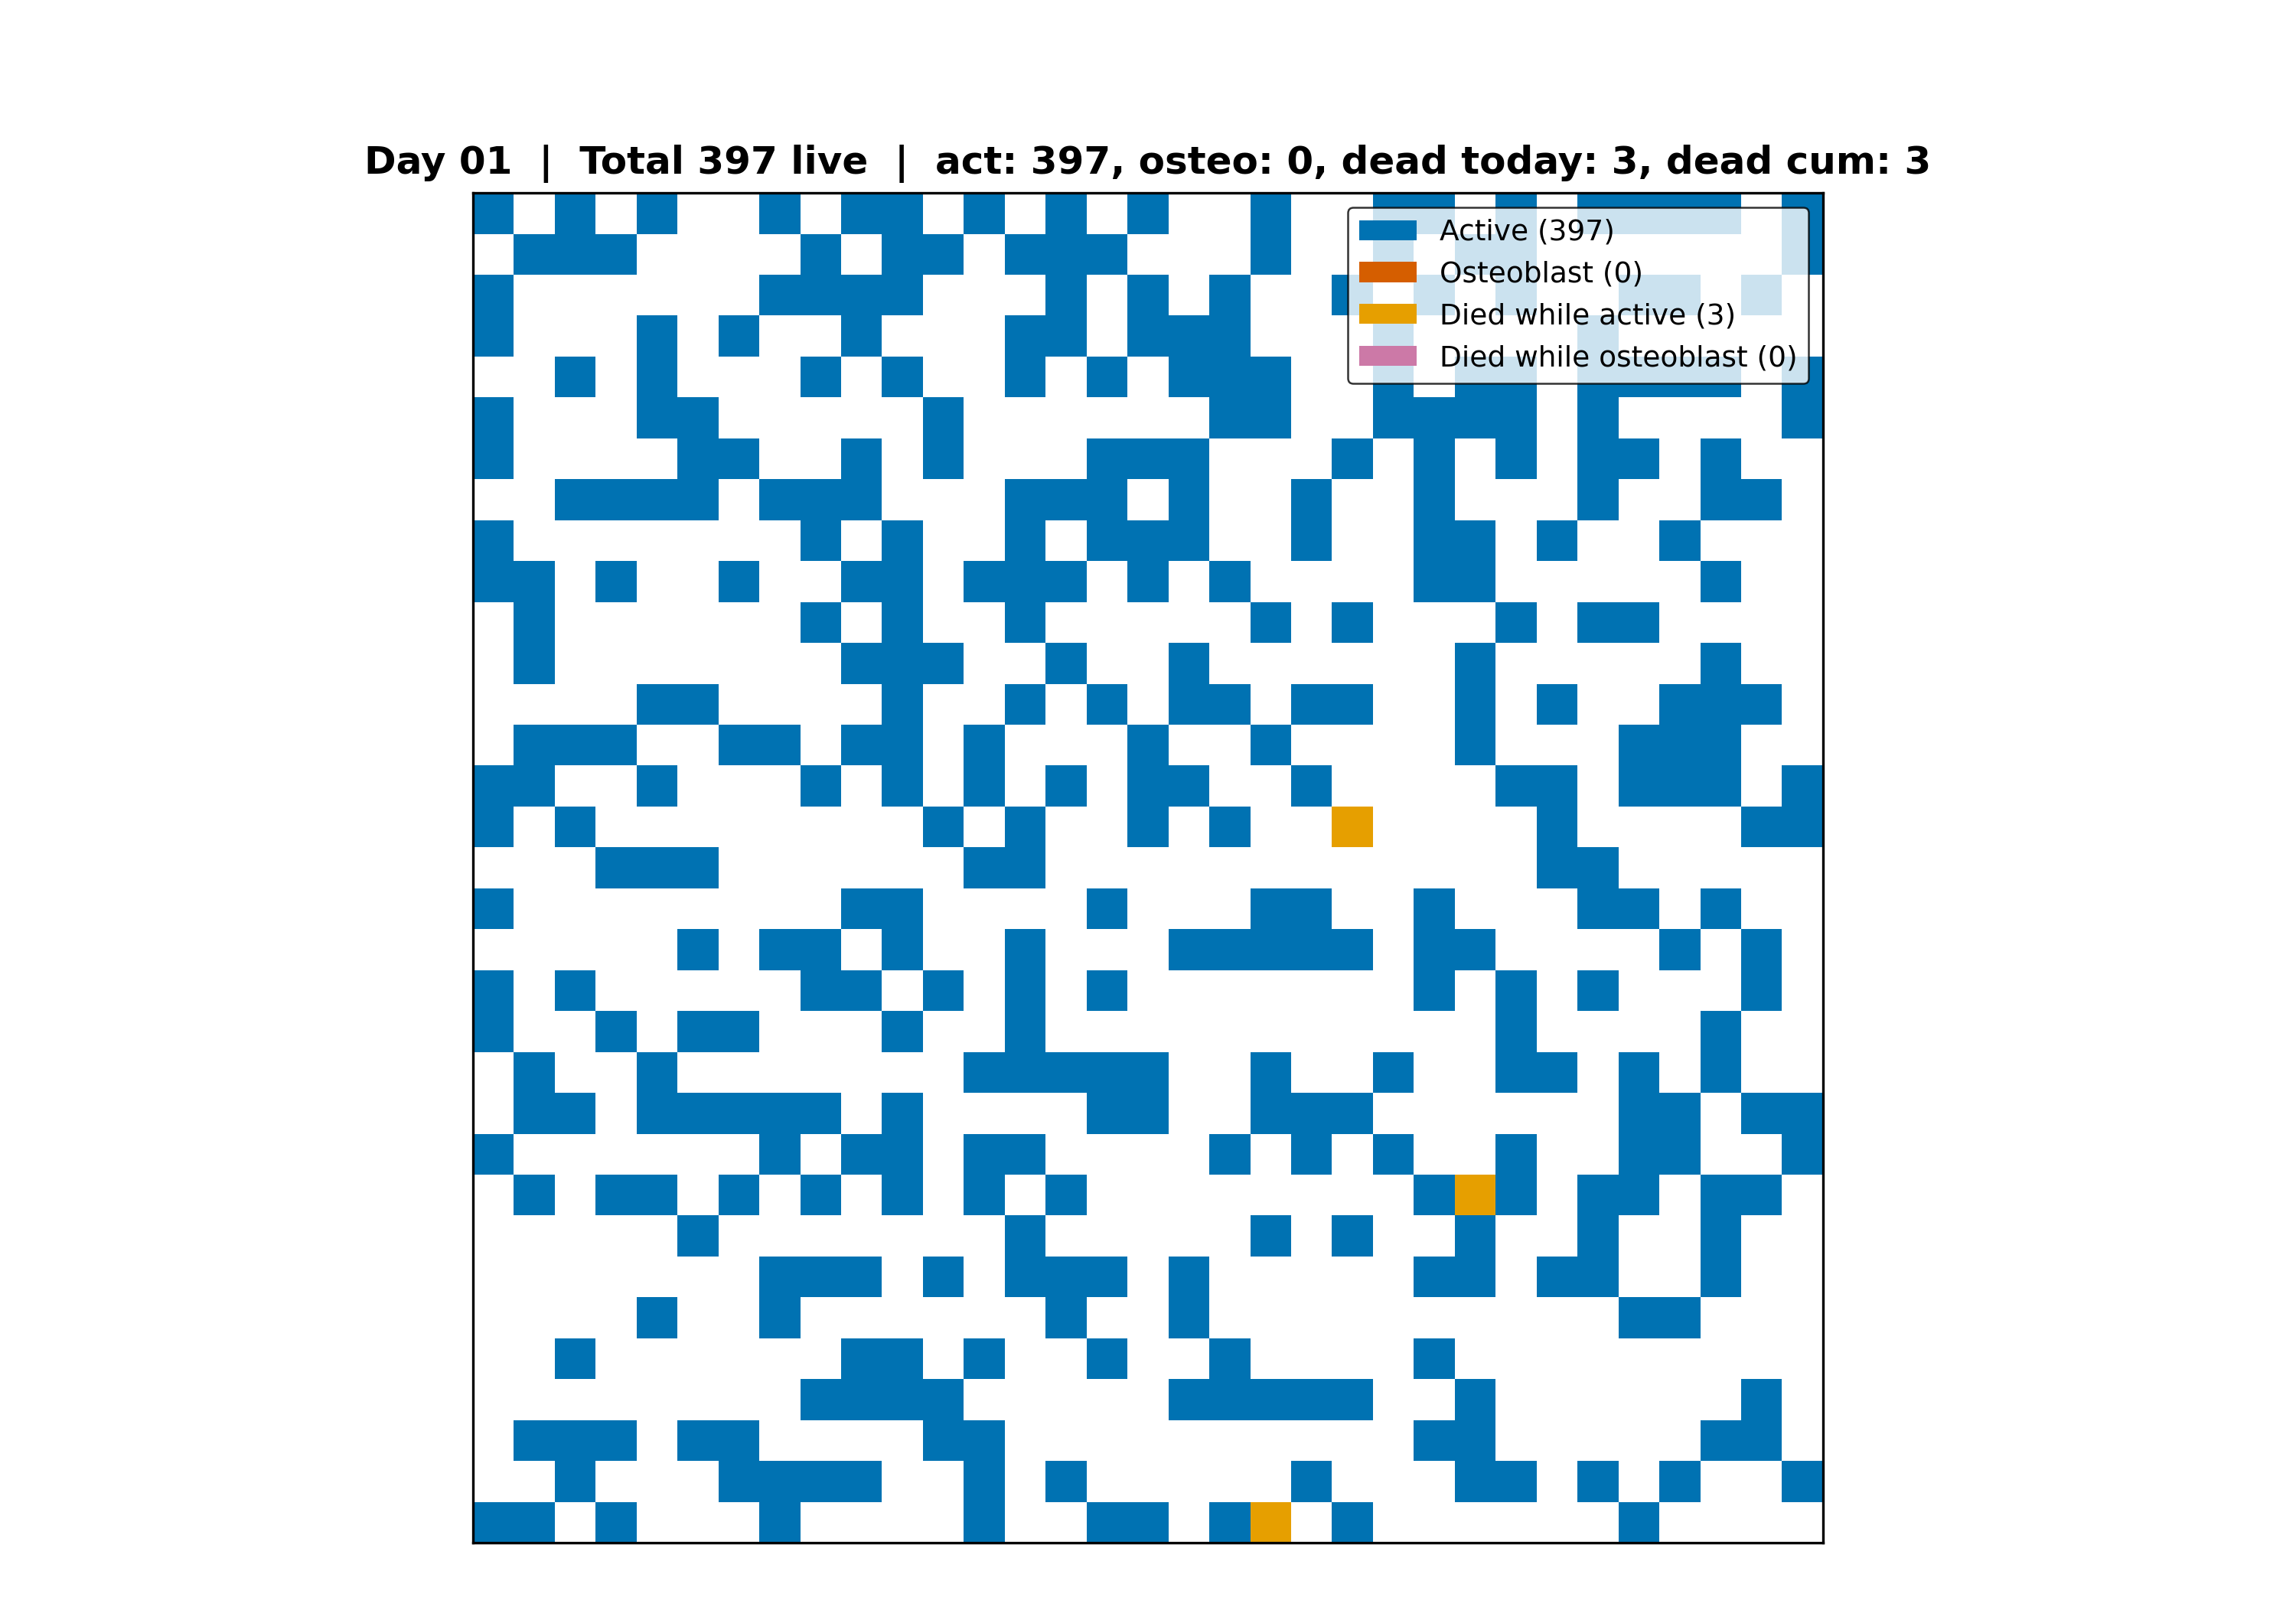 Day 01 | Total 397 live | act: 397, osteo: 0, dead today: 3, dead cum: 3
Active (397)
Osteoblast (0)
Died while active (3)
Died while osteoblast (0)